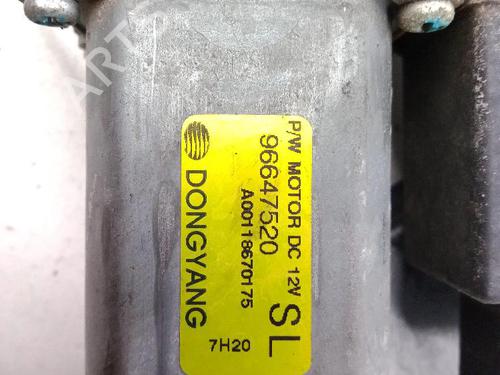 P/W MOTOR DC 12V
96647520
A00118670175
SL
DONGYANG
7H20